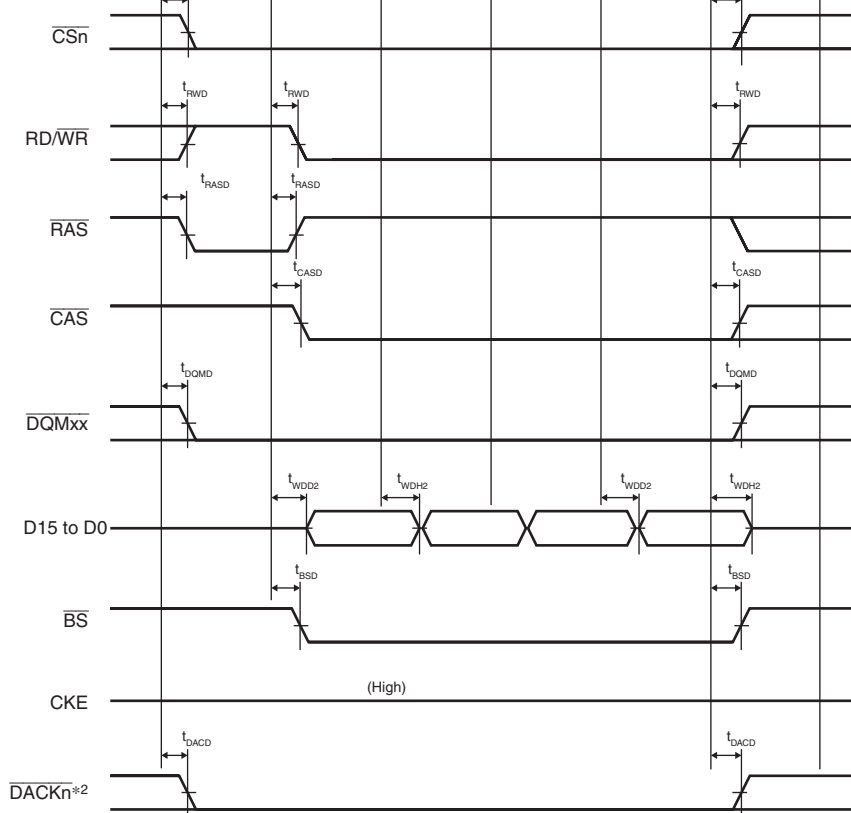 CSn
tRWD tRWD tRWD
RD/WR
tRASD tRASD
RAS
tCASD tCASD
CAS
tDQMD tDQMD
DQMxx
tWDD2 tWDH2 tWDD2 tWDH2
D15 to D0
tBSD tBSD
BS
(High)
CKE
tDACD tDACD
DACKn*2